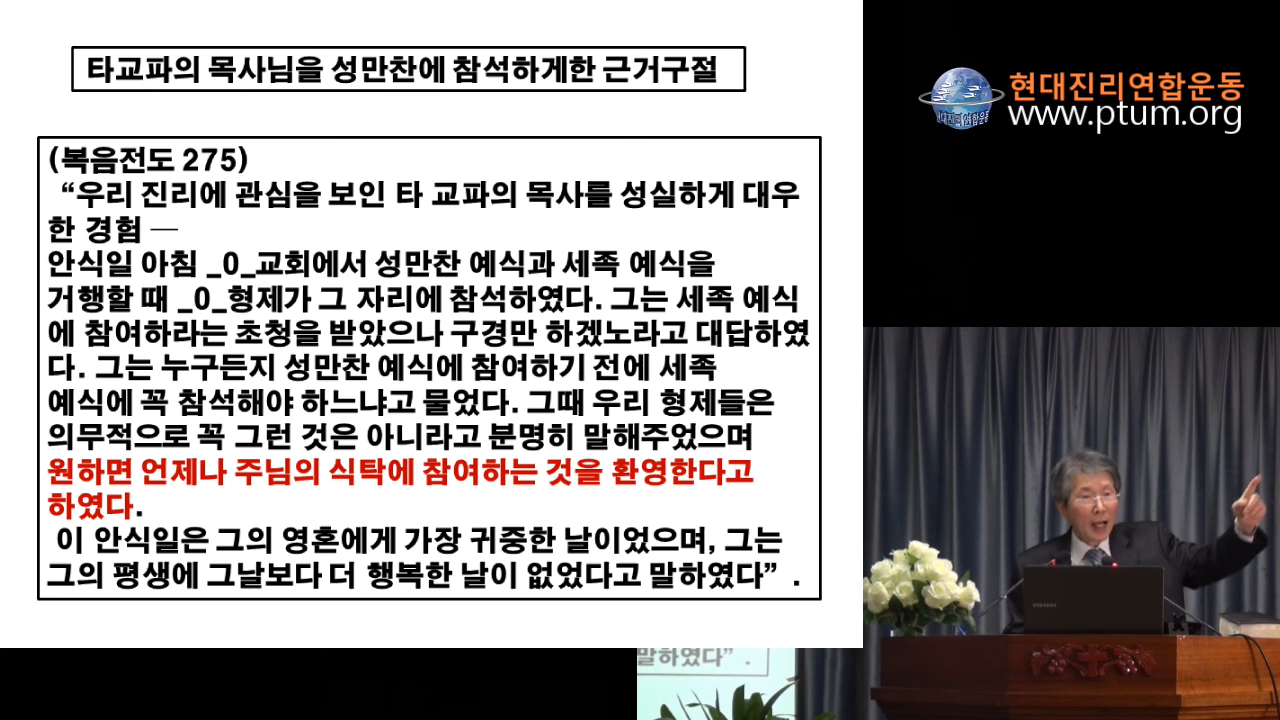 타교파의 목사님을 성만찬에 참석하게한 근거구절
(복음전도 275)
“우리 진리에 관심을 보인 타 교파의 목사를 성실하게 대우
한 경험 —
안식일 아침 _0_교회에서 성만찬 예식과 세족 예식을
거행할 때 _0_형제가 그 자리에 참석하였다. 그는 세족 예식
에 참여하라는 초청을 받았으나 구경만 하겠노라고 대답하였
다. 그는 누구든지 성만찬 예식에 참여하기 전에 세족
예식에 꼭 참석해야 하느냐고 물었다. 그때 우리 형제들은
의무적으로 꼭 그런 것은 아니라고 분명히 말해주었으며
원하면 언제나 주님의 식탁에 참여하는 것을 환영한다고
하였다.
이 안식일은 그의 영혼에게 가장 귀중한 날이었으며, 그는
그의 평생에 그날보다 더 행복한 날이 없었다고 말하였다” .
현대진리연합운동
www.ptum.org
현대진리연합운동
SAMSUNG
말하였다” .